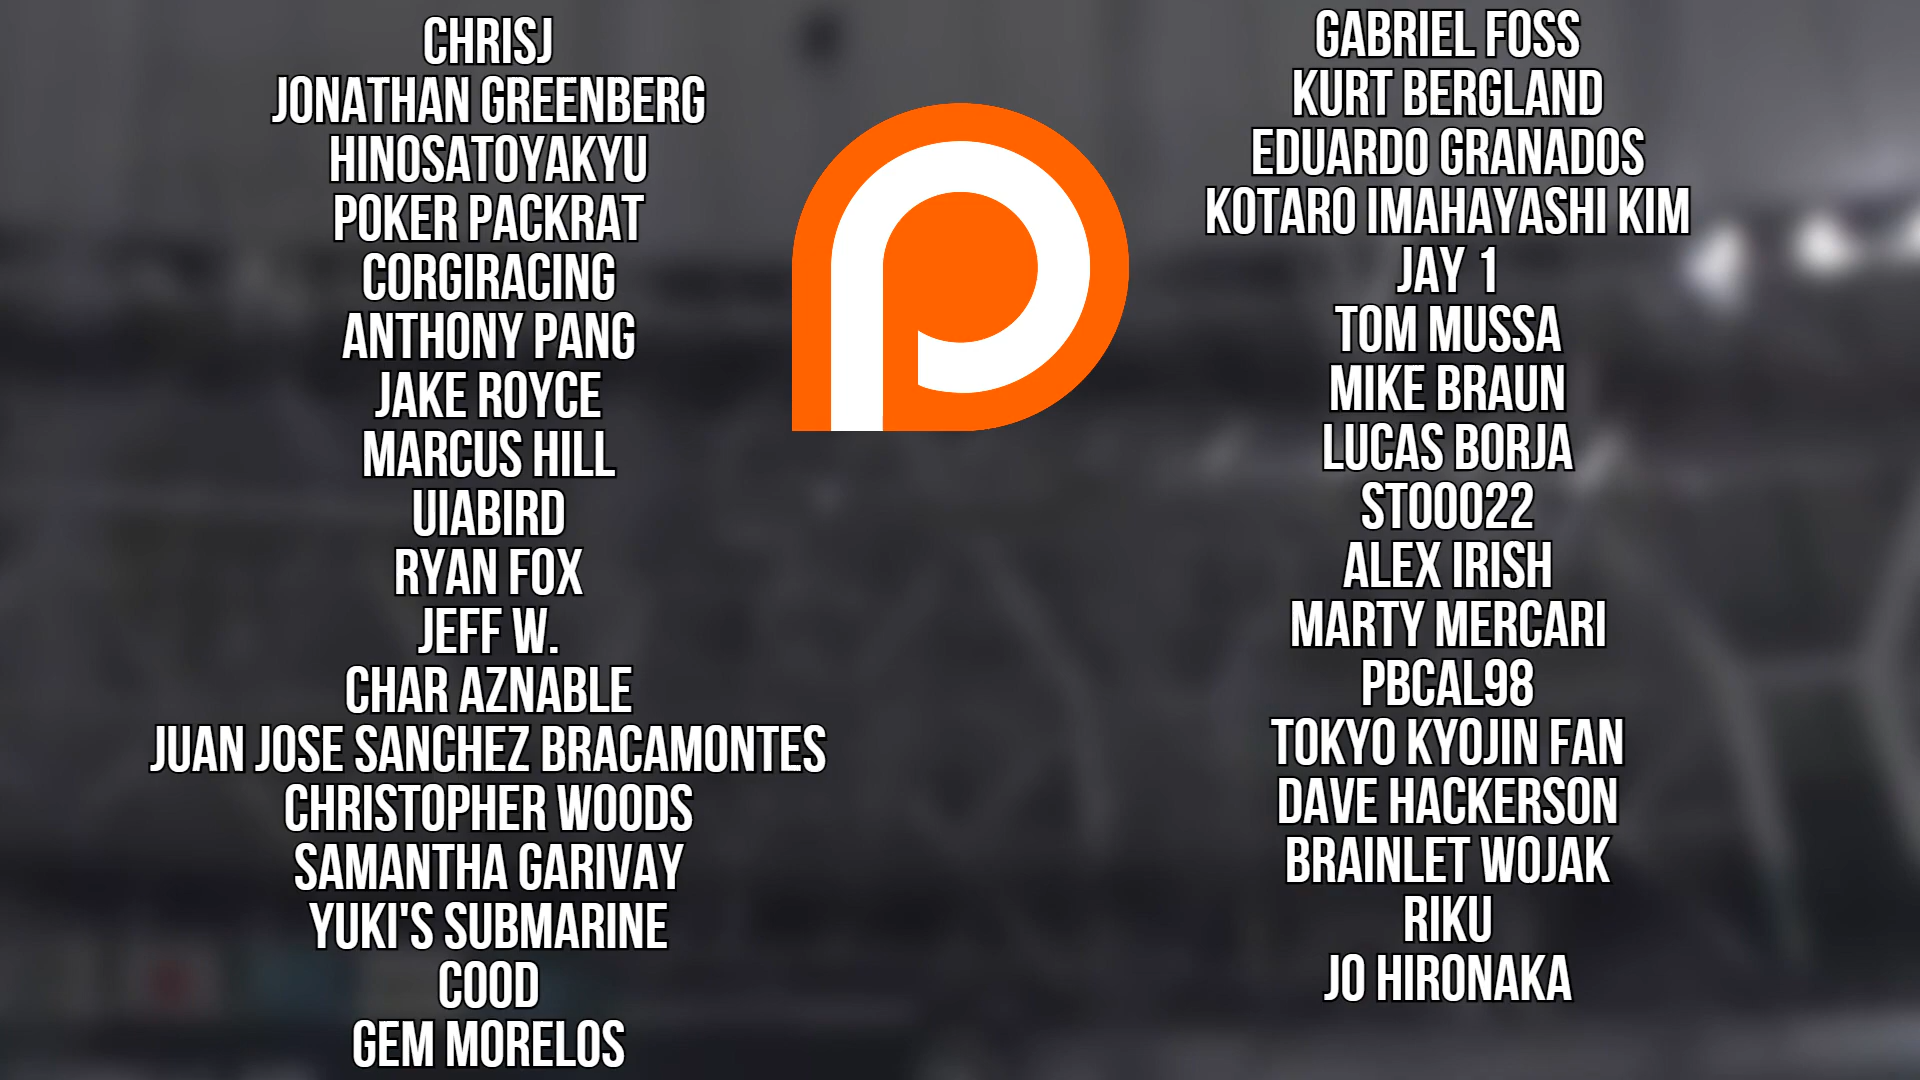 CHRISJ
JONATHAN GREENBERG
HINOSATOYAKYU
POKER PACKRAT
CORGIRACING
ANTHONY PANG
JAKE ROYCE
MARCUS HILL
UIABIRD
RYAN FOX
JEFF W.
CHAR AZNABLE
JUAN JOSE SANCHEZ BRACAMONTES
CHRISTOPHER WOODS
SAMANTHA GARIVAY
YUKI'S SUBMARINE
COOD
GEM MORELOS
GABRIEL FOSS
KURT BERGLAND
EDUARDO GRANADOS
KOTARO IMAHAYASHI KIM
JAY 1
TOM MUSSA
MIKE BRAUN
LUCAS BORJA
ST00022
ALEX IRISH
MARTY MERCARI
PBCAL98
TOKYO KYOJIN FAN
DAVE HACKERSON
BRAINLET WOJAK
RIKU
JO HIRONAKA